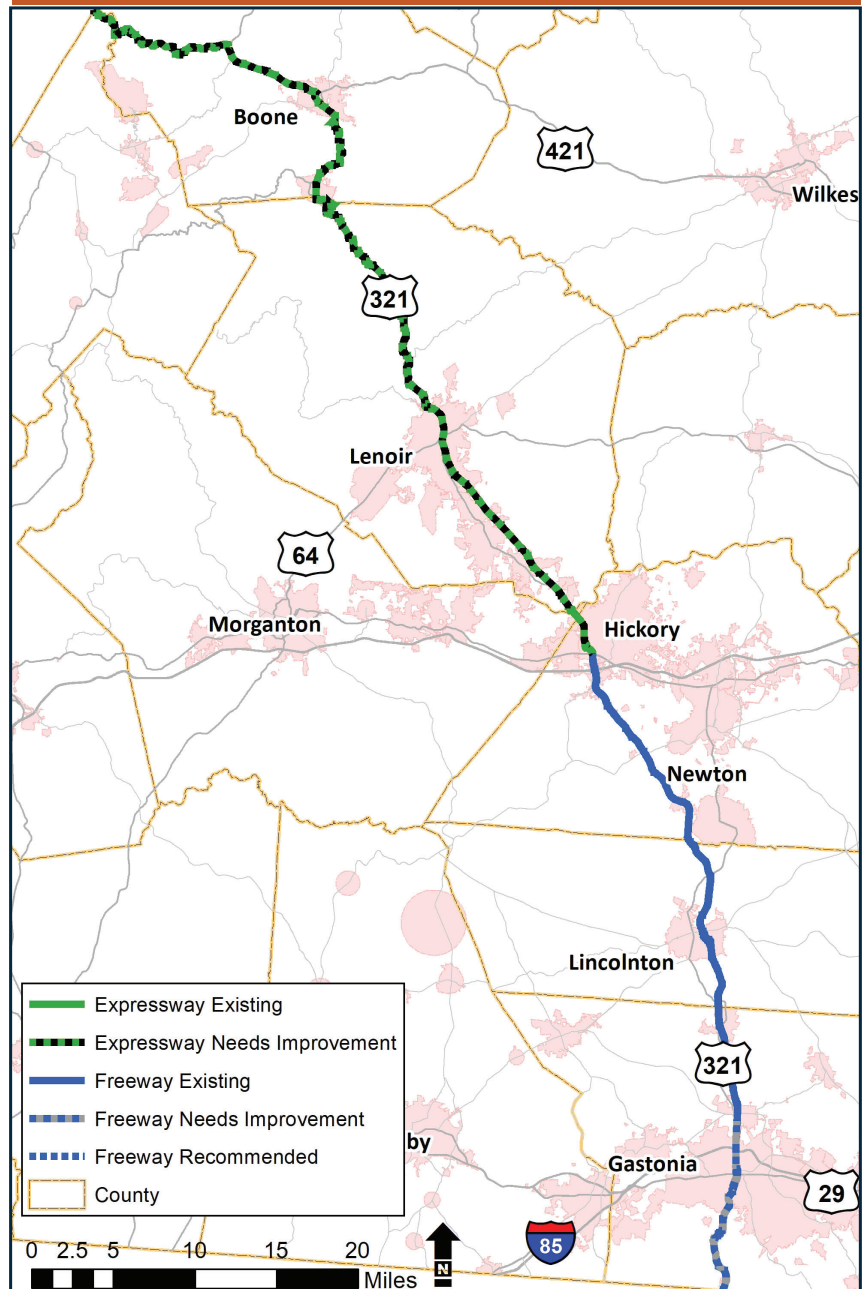 Boone
421
Wilkes
321
Lenoir
64
Morganton
Hickory
Newton
Lincolnton
321
by
Gastonia
29
85
Expressway Existing
Expressway Needs Improvement
Freeway Existing
Freeway Needs Improvement
Freeway Recommended
County
0 2.5 5 10 15 20
Miles
N